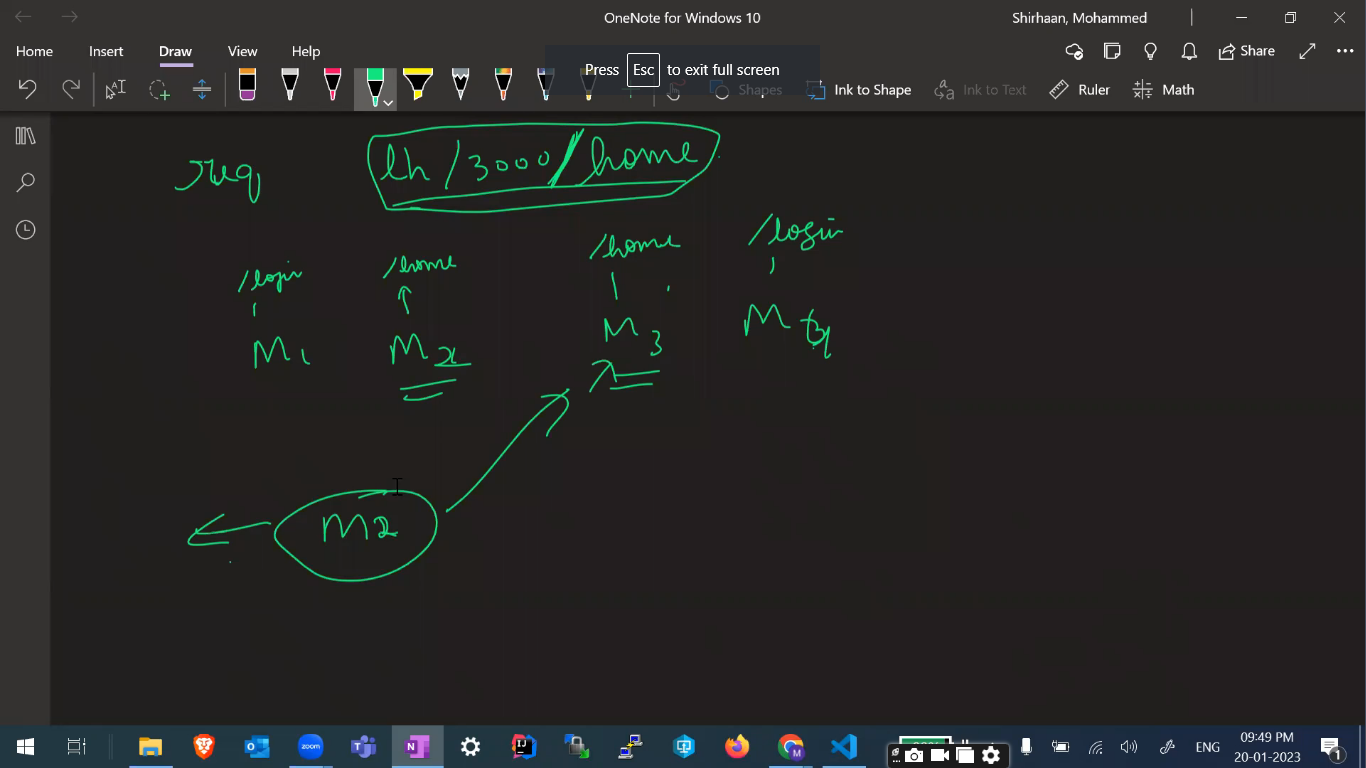 OneNote for Windows 10
Shirhaan, Mohammed
Home Insert Draw View Help
Share
Press Esc to exit full screen
Shapes Ink to Shape Ink to Text Ruler Math
req lh/3000/home
/login /home /home /login
M1 M2 M3 M
M2
zoom
ENG
09:49 PM
20-01-2023
1